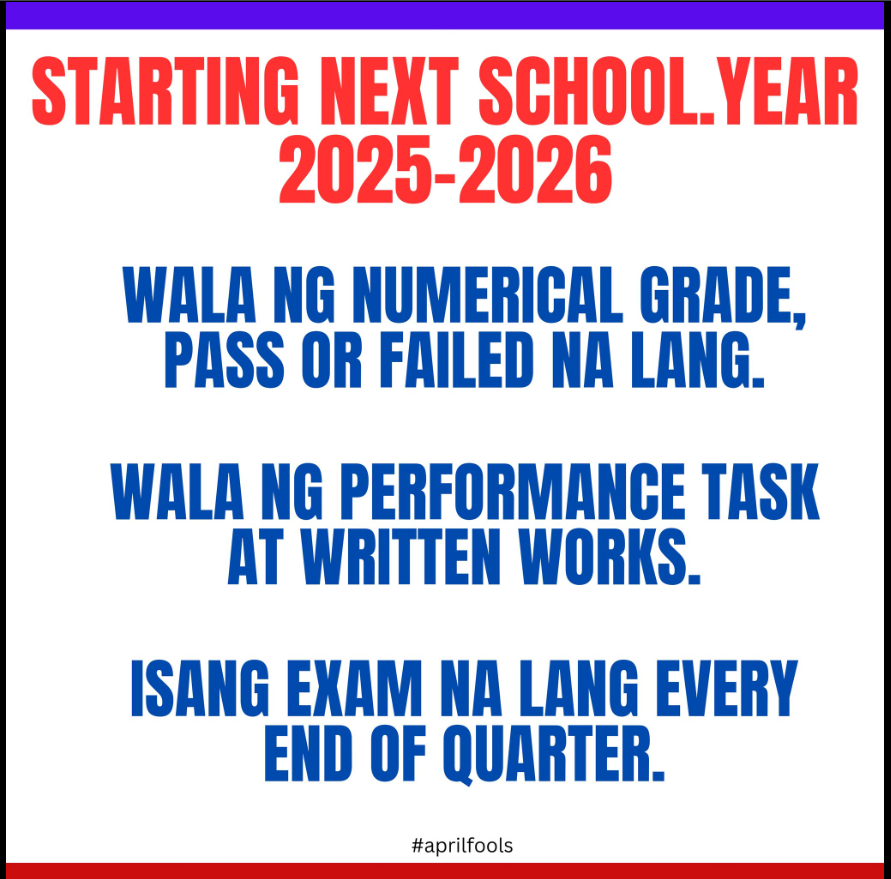 STARTING NEXT SCHOOL.YEAR
2025-2026
WALA NG NUMERICAL GRADE,
PASS OR FAILED NA LANG.
WALA NG PERFORMANCE TASK
AT WRITTEN WORKS.
ISANG EXAM NA LANG EVERY
END OF QUARTER.
#aprilfools